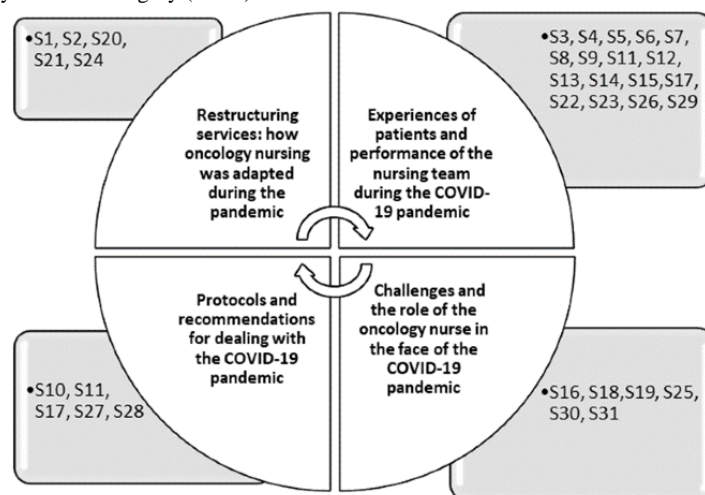 •S1, S2, S20,
S21, S24
Restructuring
services: how
oncology nursing
was adapted
during the
pandemic
Experiences of
patients and
performance of the
nursing team
during the COVID-
19 pandemic
•S3, S4, S5, S6, S7,
S8, S9, S11, S12,
S13, S14, S15,S17,
S22, S23, S26, S29
Protocols and
recommendations
for dealing with
the COVID-19
pandemic
•S10, S11,
S17, S27, S28
Challenges and
the role of the
oncology nurse in
the face of the
COVID-19
pandemic
•S16, S18,S19, S25,
S30, S31